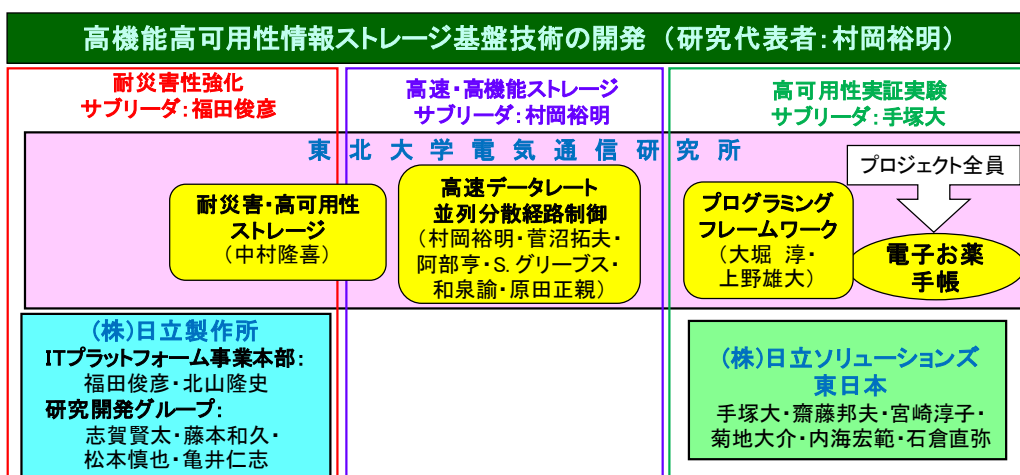 高機能高可用性情報ストレージ基盤技術の開発（研究代表者：村岡裕明）
耐災害性強化
サブリーダ：福田俊彦
高速・高機能ストレージ
サブリーダ：村岡裕明
高可用性実証実験
サブリーダ：手塚大
東北大学電気通信研究所
耐災害・高可用性
ストレージ
（中村隆喜）
高速データレート
並列分散経路制御
（村岡裕明・菅沼拓夫・
阿部亨・S.グリーブス・
和泉諭・原田正親）
プログラミング
フレームワーク
（大堀 淳・
上野雄大）
プロジェクト全員
電子お薬
手帳
（株）日立製作所
ITプラットフォーム事業本部：
福田俊彦・北山隆史
研究開発グループ：
志賀賢太・藤本和久・
松本慎也・亀井仁志
（株）日立ソリューションズ
東日本
手塚大・齋藤邦夫・宮崎淳子・
菊地大介・内海宏範・石倉直弥